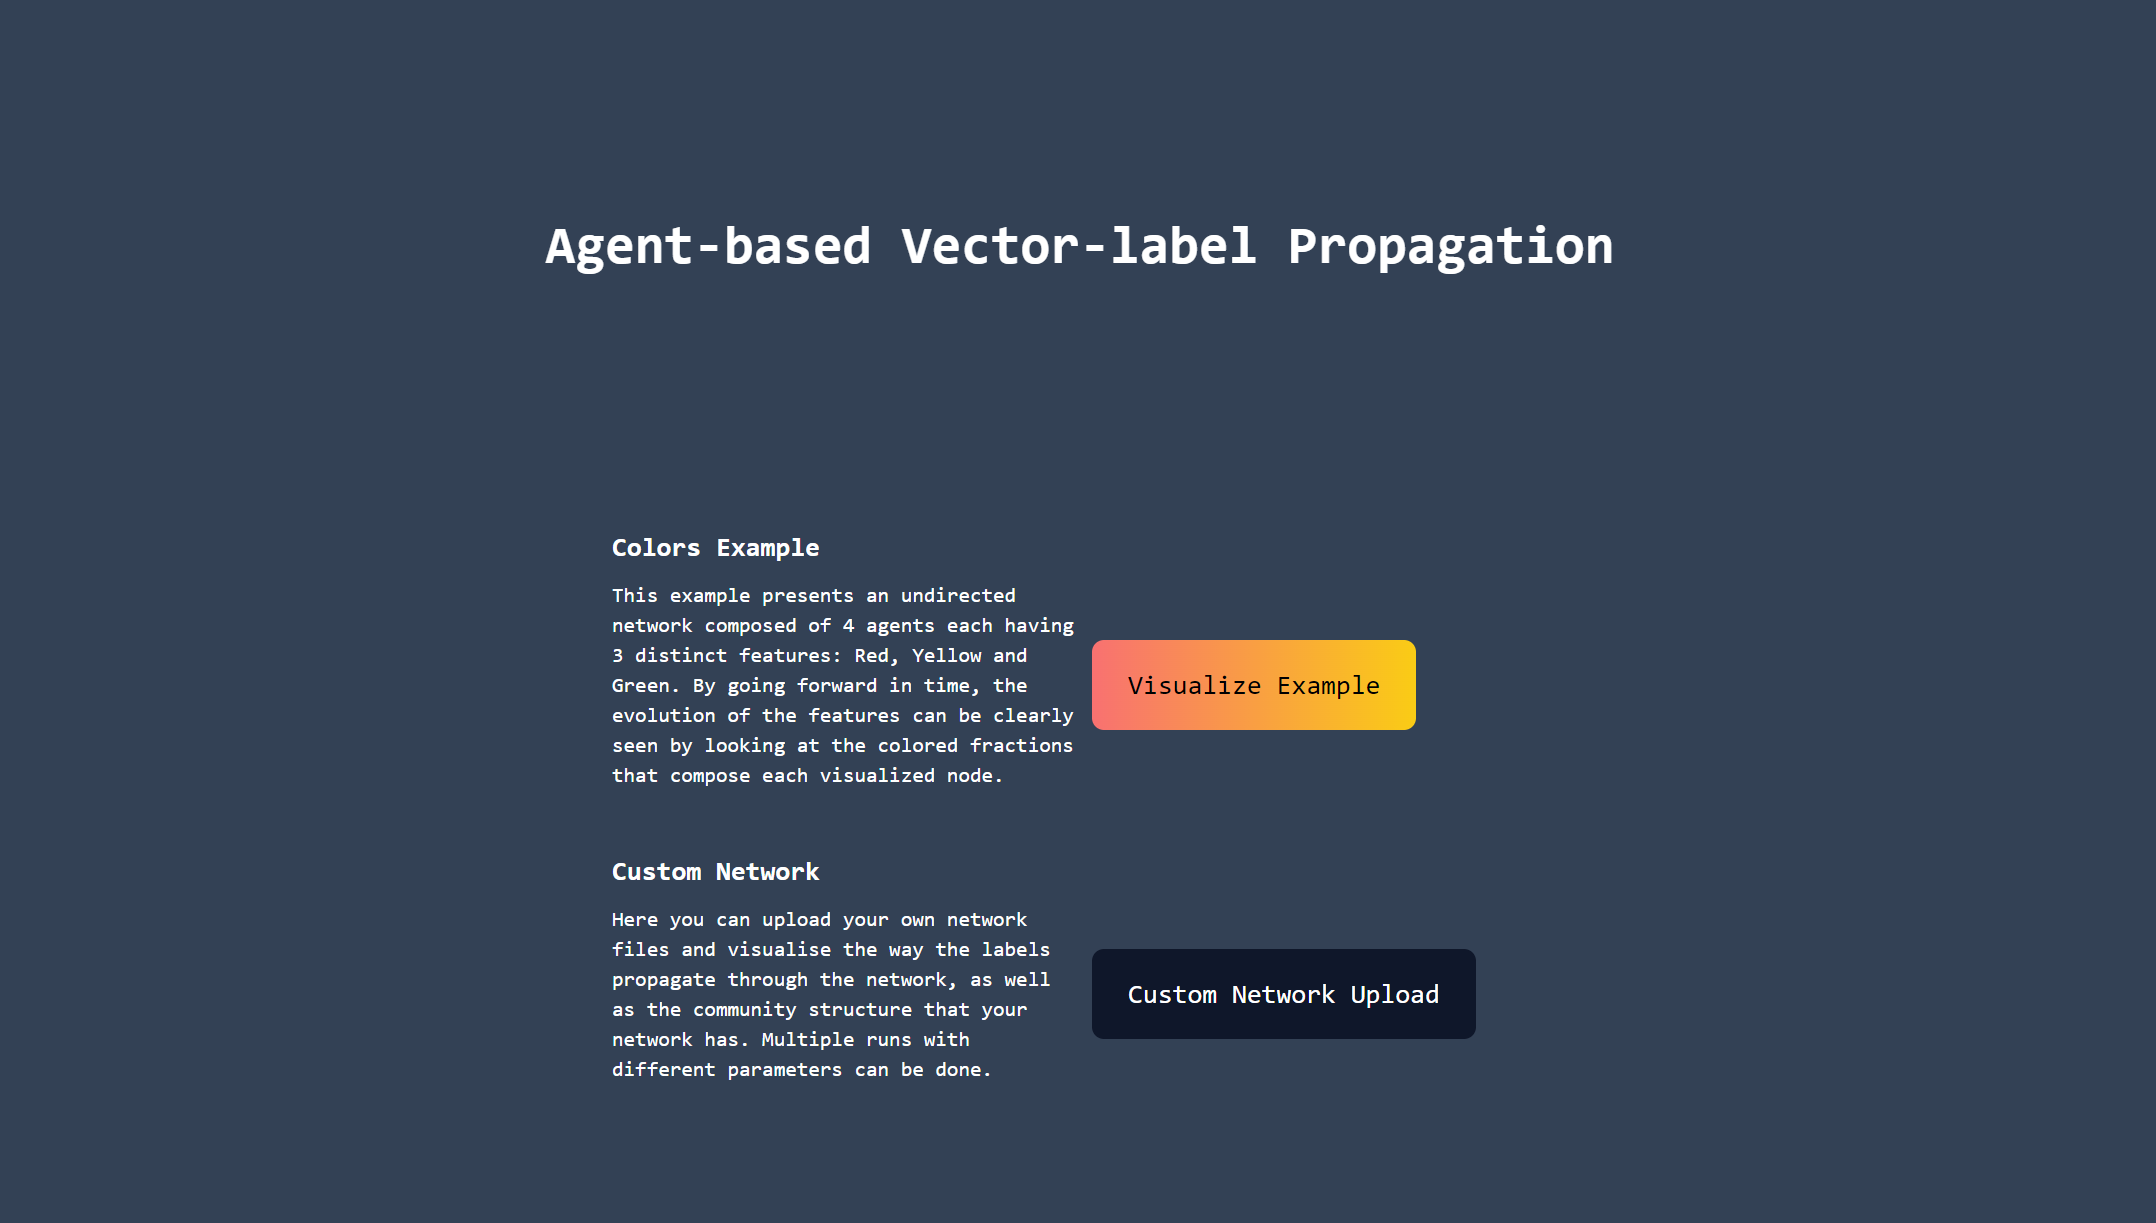 Agent-based Vector-label Propagation
Colors Example
This example presents an undirected
network composed of 4 agents each having
3 distinct features: Red, Yellow and
Green. By going forward in time, the
evolution of the features can be clearly
seen by looking at the colored fractions
that compose each visualized node.
Visualize Example
Custom Network
Here you can upload your own network
files and visualise the way the labels
propagate through the network, as well
as the community structure that your
network has. Multiple runs with
different parameters can be done.
Custom Network Upload